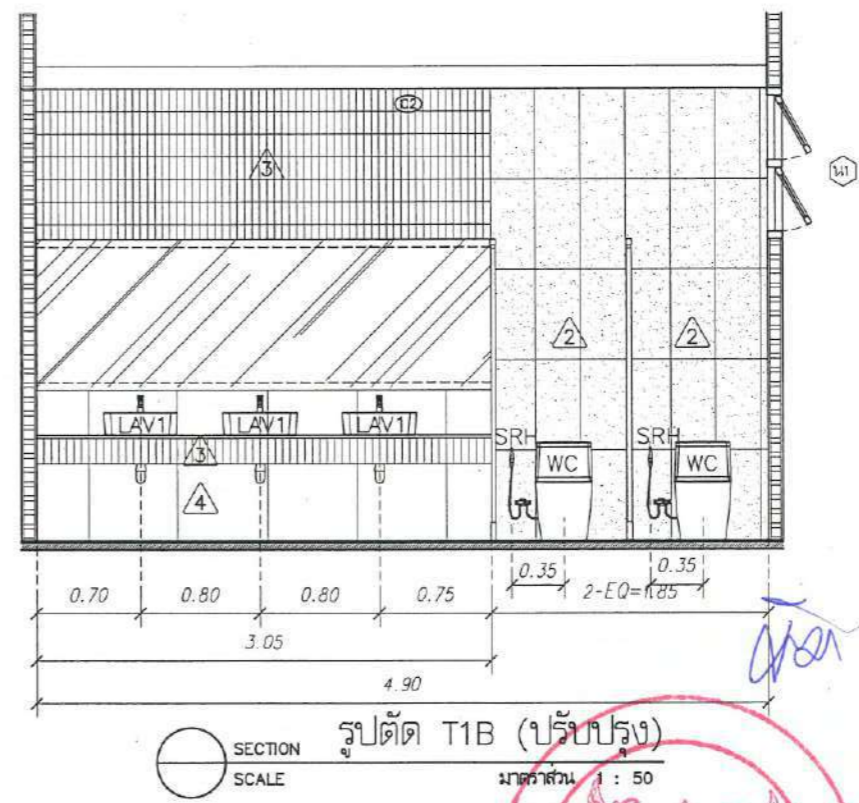 C2
3
น1
2 2
LAV1 LAV1 LAV1
SRH SRH
3
WC WC
4
0.35 0.35
0.70 0.80 0.80 0.75 2-EQ=1.85
3.05
4.90
รูปตัด T1B (ปรับปรุง)
SECTION
SCALE มาตราส่วน 1 : 50